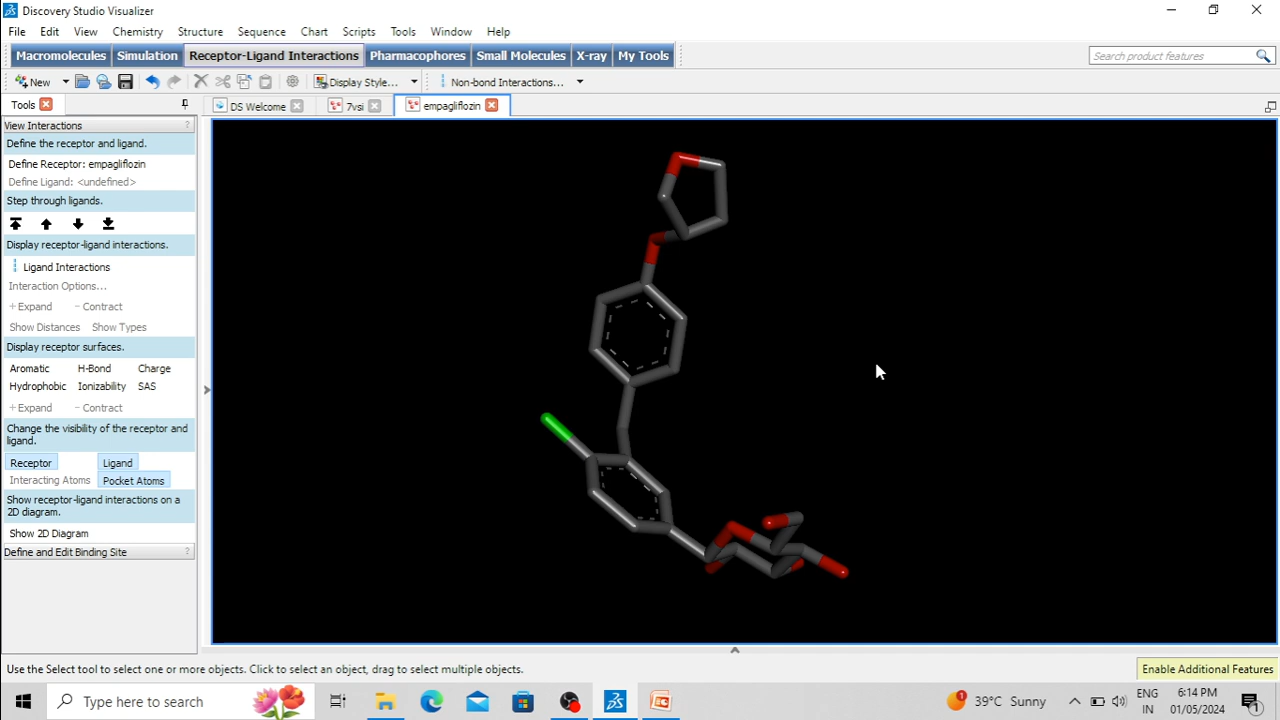 Discovery Studio Visualizer
File Edit View Chemistry Structure Sequence Chart Scripts Tools Window Help
Macromolecules Simulation Receptor-Ligand Interactions Pharmacophores Small Molecules X-ray My Tools Search product features
New Display Style... Non-bond Interactions...
Tools DS Welcome 7vsi empagliflozin
View Interactions ?
Define the receptor and ligand.
Define Receptor: empagliflozin
Define Ligand: <undefined>
Step through ligands.
Display receptor-ligand interactions.
Ligand Interactions
Interaction Options...
+Expand -Contract
Show Distances Show Types
Display receptor surfaces.
Aromatic H-Bond Charge
Hydrophobic Ionizability SAS
+Expand -Contract
Change the visibility of the receptor and
ligand.
Receptor Ligand
Interacting Atoms Pocket Atoms
Show receptor-ligand interactions on a
2D diagram.
Show 2D Diagram
Define and Edit Binding Site ?
Use the Select tool to select one or more objects. Click to select an object, drag to select multiple objects. Enable Additional Features
Type here to search 1 39°C Sunny ENG IN 6:14 PM 01/05/2024 1